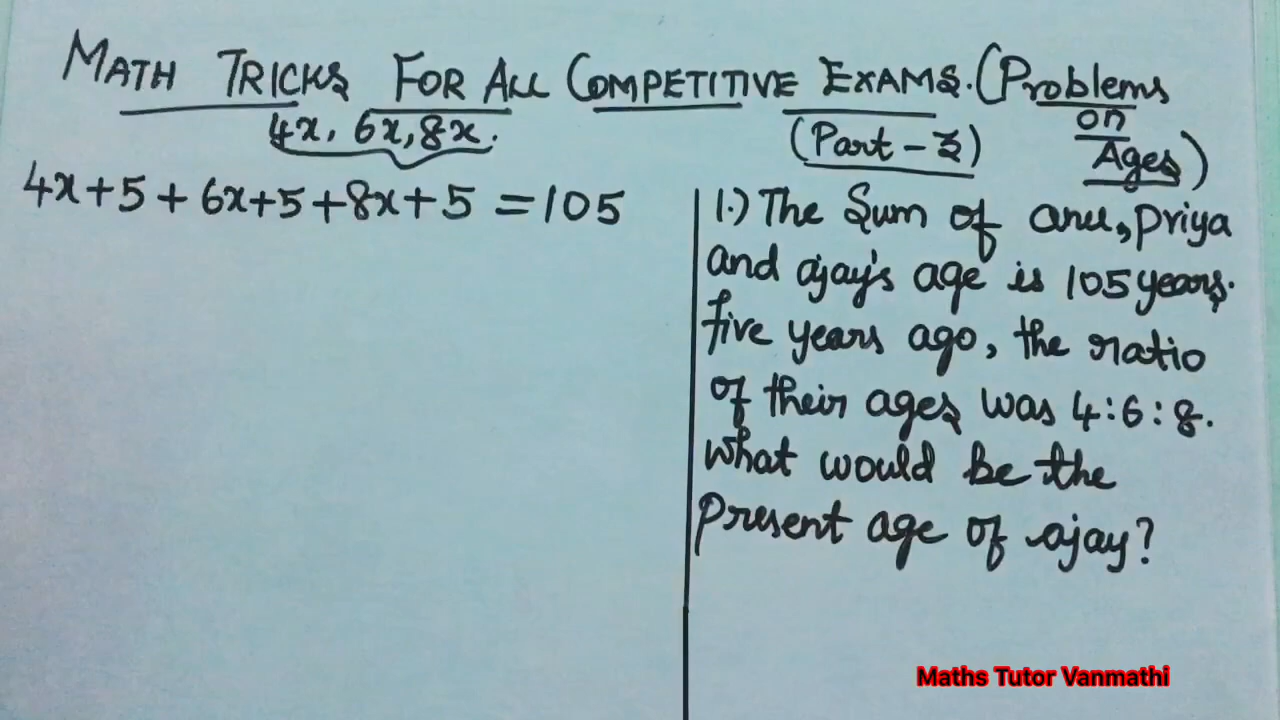 MATH TRICKS FOR ALL COMPETITIVE EXAMS. (Problems
on
Ages)
(Part - 3)
4x, 6x, 8x.
4x+5 + 6x+5 + 8x+5 = 105
1.) The Sum of anu, priya
and ajay's age is 105 years.
five years ago, the ratio
of their ages was 4:6:8.
what would be the
present age of ajay?
Maths Tutor Vanmathi